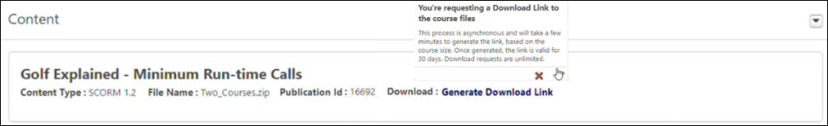 You're requesting a Download Link to
the course files
This process is asynchronous and will take a few
minutes to generate the link, based on the
course size. Once generated, the link is valid for
30 days. Download requests are unlimited.
Content
Golf Explained - Minimum Run-time Calls
Content Type : SCORM 1.2 File Name : Two_Courses.zip Publication Id : 16692 Download : Generate Download Link